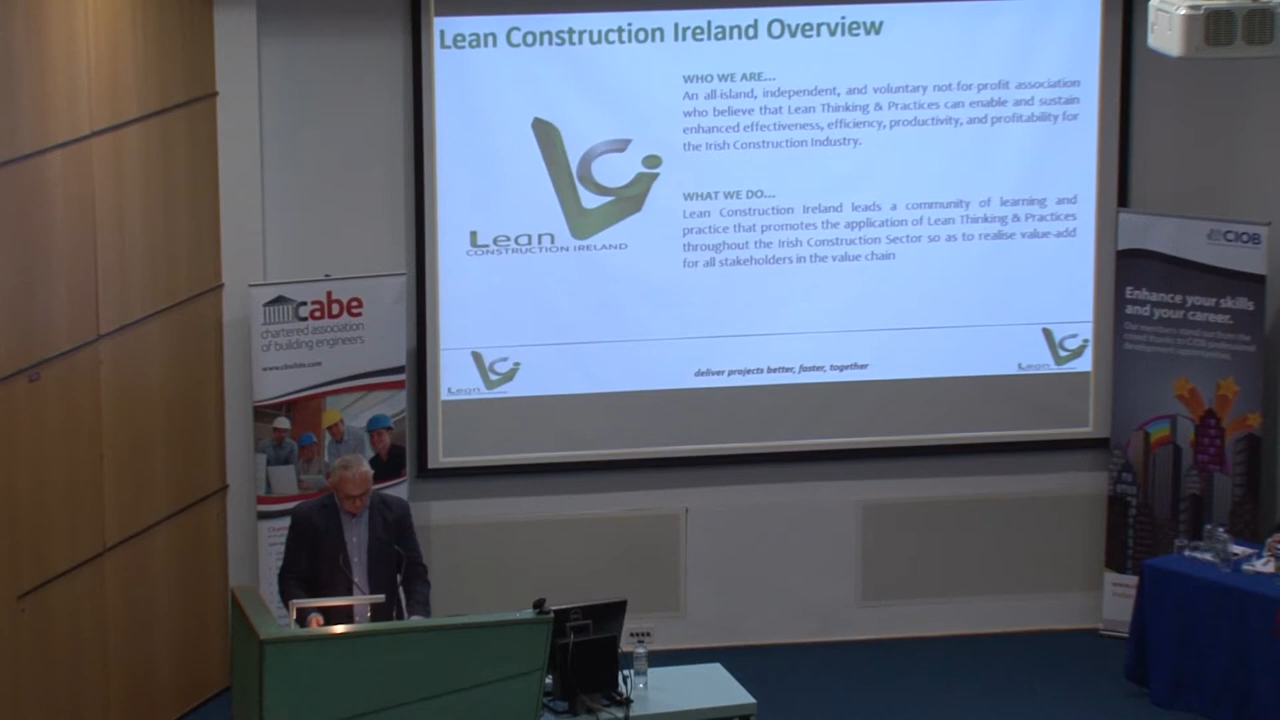 Lean Construction Ireland Overview
WHO WE ARE...
An all-island, independent, and voluntary not-for-profit association
who believe that Lean Thinking & Practices can enable and sustain
enhanced effectiveness, efficiency, productivity, and profitability for
the Irish Construction Industry.
WHAT WE DO...
Lean Construction Ireland leads a community of learning and
practice that promotes the application of Lean Thinking & Practices
throughout the Irish Construction Sector so as to realise value-add
for all stakeholders in the value chain
LCi
Lean
CONSTRUCTION IRELAND
LCi
Lean
deliver projects better, faster, together
LCi
Lean
cabe
chartered association
of building engineers
CIOB
Enhance your skills
and your career.